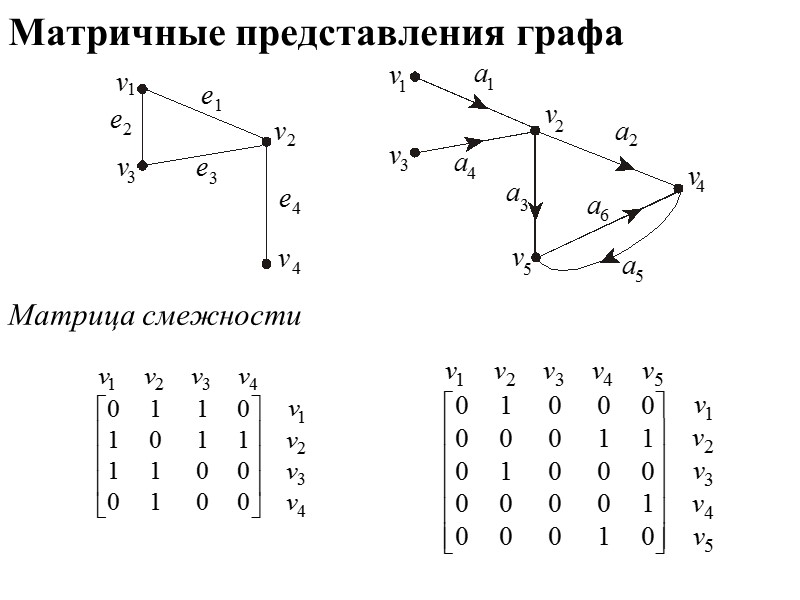 Матричные представления графа
v1 e1 e2 v2 v3 e3 e4 v4
v1 a1 v2 a2 v3 a4 v4 a3 a6 v5 a5
Матрица смежности
v1 v2 v3 v4
0 1 1 0 v1
1 0 1 1 v2
1 1 0 0 v3
0 1 0 0 v4
v1 v2 v3 v4 v5
0 1 0 0 0 v1
0 0 0 1 1 v2
0 1 0 0 0 v3
0 0 0 0 1 v4
0 0 0 1 0 v5